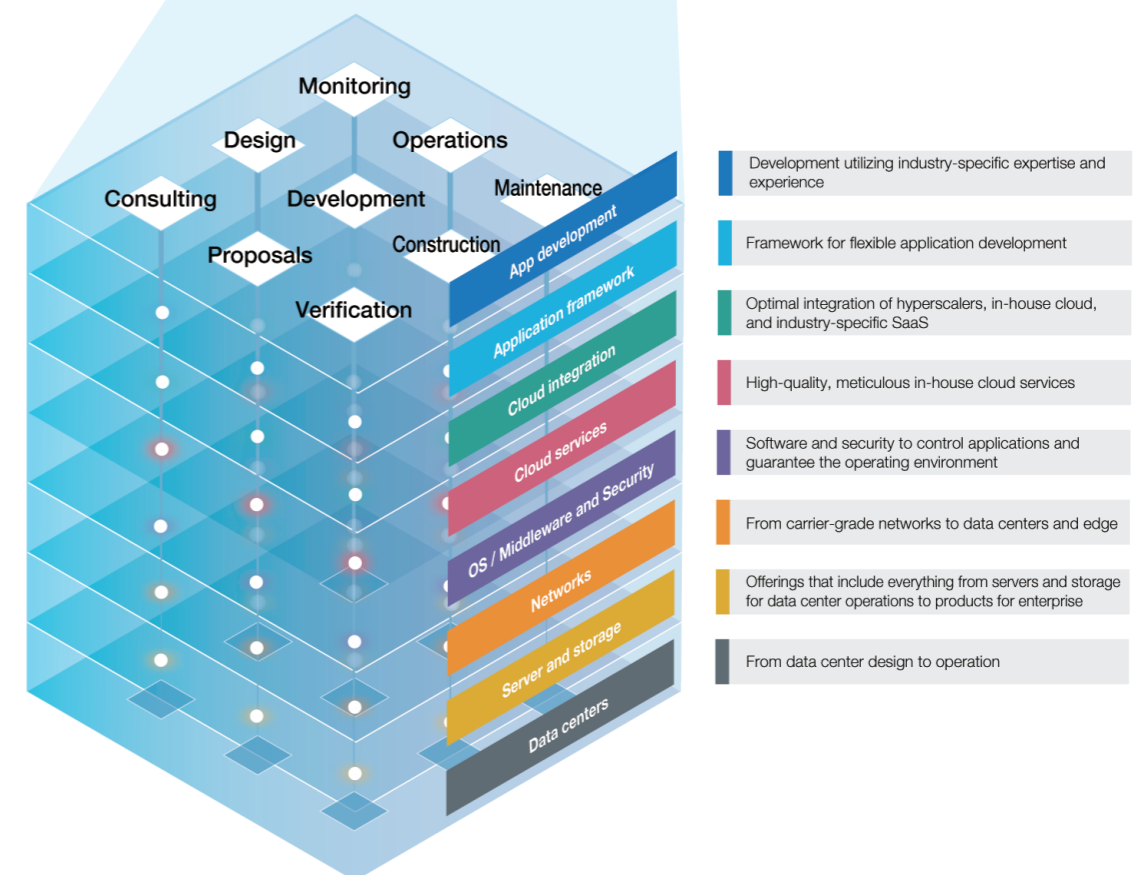 Monitoring
Design
Operations
Consulting
Development
Maintenance
Proposals
Construction
Verification
App development
Application framework
Cloud integration
Cloud services
OS / Middleware and Security
Networks
Server and storage
Data centers
Development utilizing industry-specific expertise and
experience
Framework for flexible application development
Optimal integration of hyperscalers, in-house cloud,
and industry-specific SaaS
High-quality, meticulous in-house cloud services
Software and security to control applications and
guarantee the operating environment
From carrier-grade networks to data centers and edge
Offerings that include everything from servers and storage
for data center operations to products for enterprise
From data center design to operation